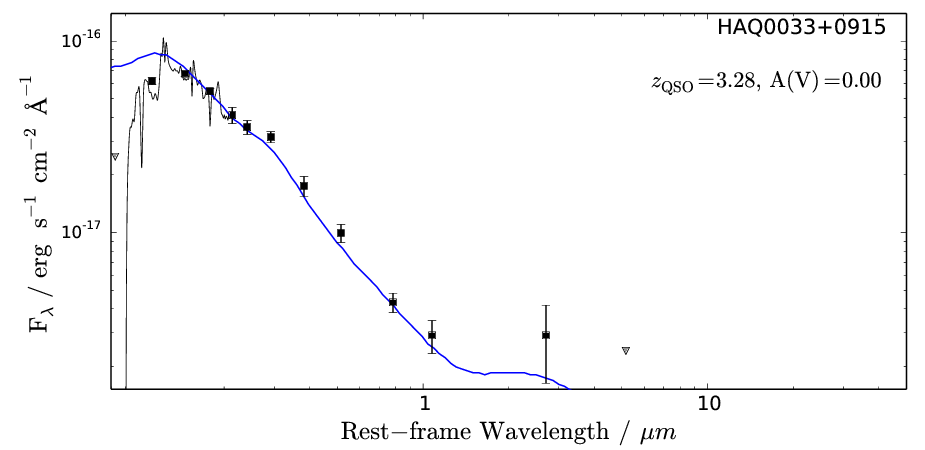 HAQ0033+0915
z_QSO=3.28, A(V)=0.00
F_λ / erg s⁻¹ cm⁻² Å⁻¹
10⁻¹⁶
10⁻¹⁷
1 10
Rest−frame Wavelength / μm